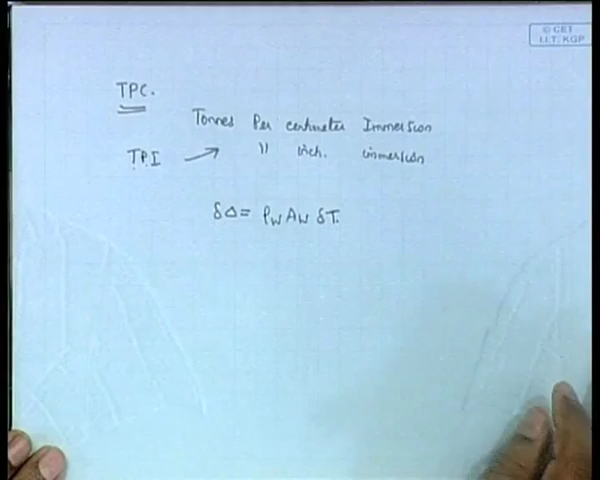 © CET
I.I.T. KGP
TPC.
Tonnes Per centimeter Immersion
TPI → " inch. immersion
δΔ = ρw Aw δT.